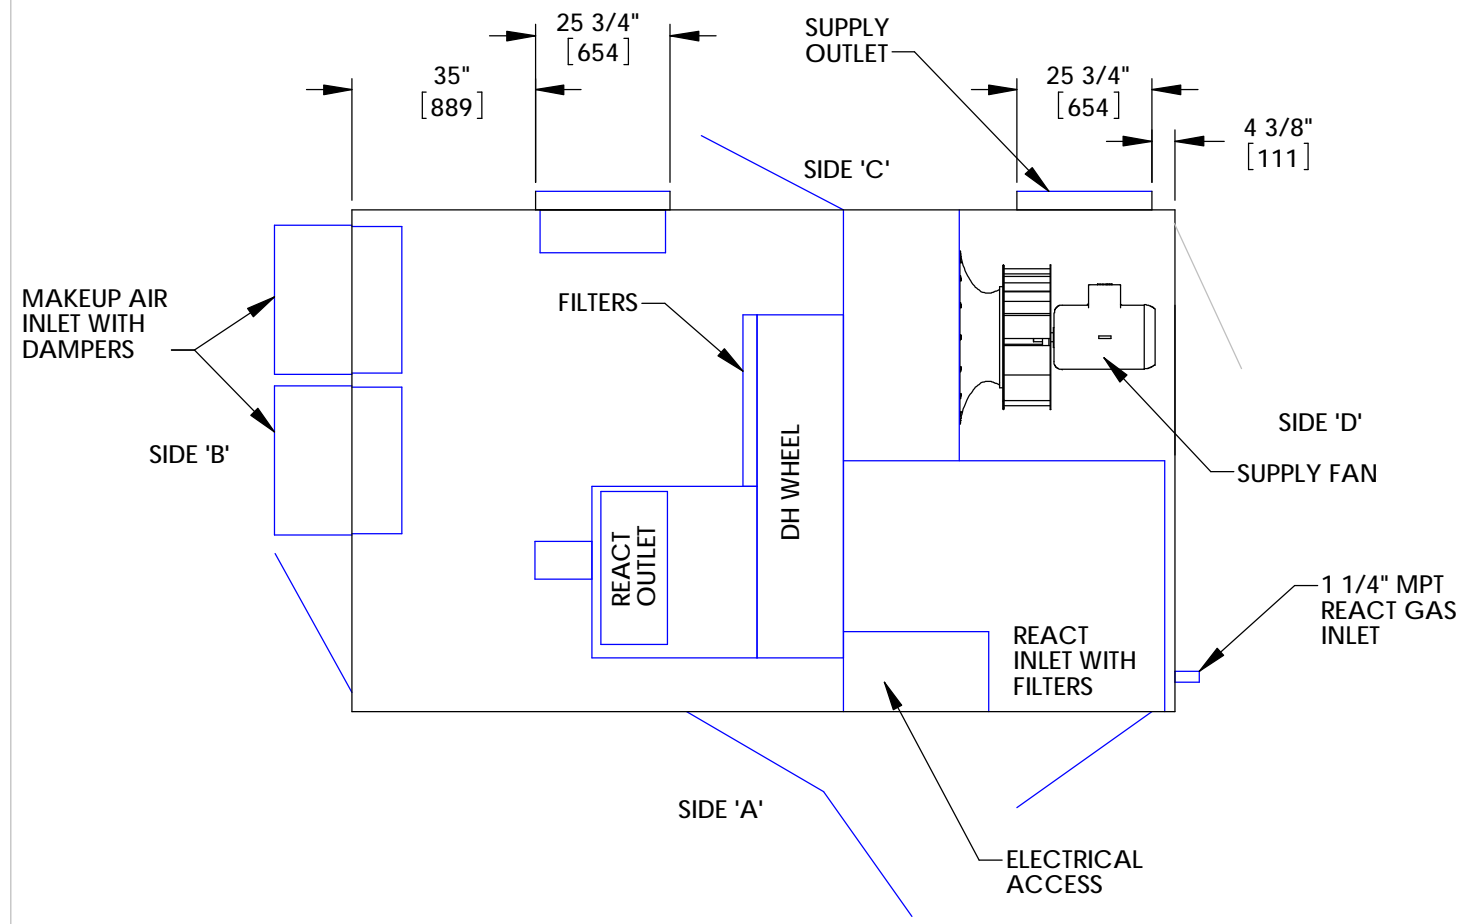 25 3/4"
[654]
SUPPLY
OUTLET
35"
[889]
25 3/4"
[654]
4 3/8"
[111]
SIDE 'C'
MAKEUP AIR
INLET WITH
DAMPERS
FILTERS
SIDE 'B'
SIDE 'D'
SUPPLY FAN
DH WHEEL
REACT
OUTLET
1 1/4" MPT
REACT GAS
INLET
REACT
INLET WITH
FILTERS
SIDE 'A'
ELECTRICAL
ACCESS